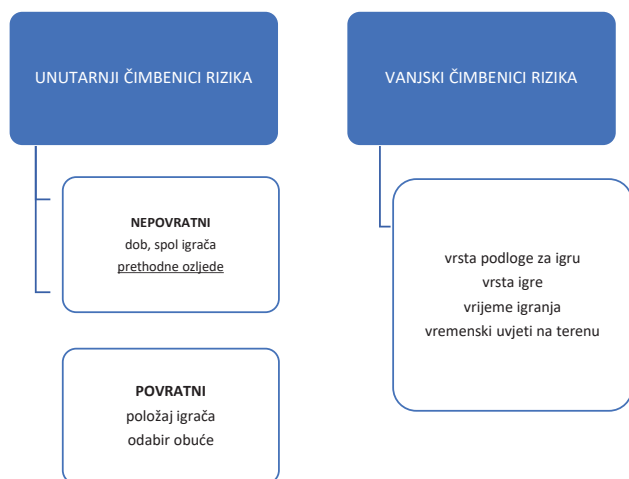 UNUTARNJI ČIMBENICI RIZIKA
NEPOVRATNI
dob, spol igrača
prethodne ozljede
POVRATNI
položaj igrača
odabir obuće
VANJSKI ČIMBENICI RIZIKA
vrsta podloge za igru
vrsta igre
vrijeme igranja
vremenski uvjeti na terenu